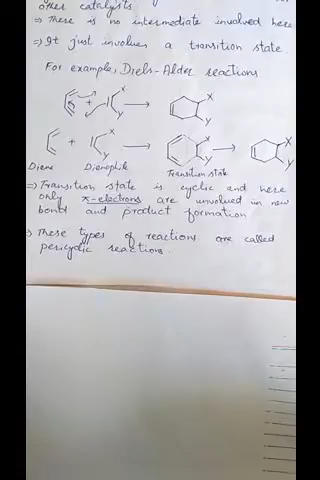 other catalysts
⇒ There is no intermediate involved here
⇒ It just involves a transition state.
For example, Diels-Alder reactions
+ → X Y
+ → X Y → X Y
Diene Dienophile Transition state
⇒ Transition state is cyclic and here
only π-electrons are involved in new
bond and product formation
⇒ These types of reactions are called
pericyclic reactions.